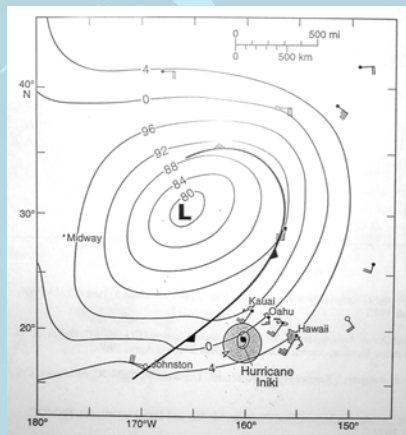 0 500 mi
0 500 km
40°
N
4
0
96
92
88
84
80
L
30°
Midway
Kauai
Oahu
20°
Hawaii
0
Johnston
4
Hurricane
Iniki
180° 170°W 160° 150°